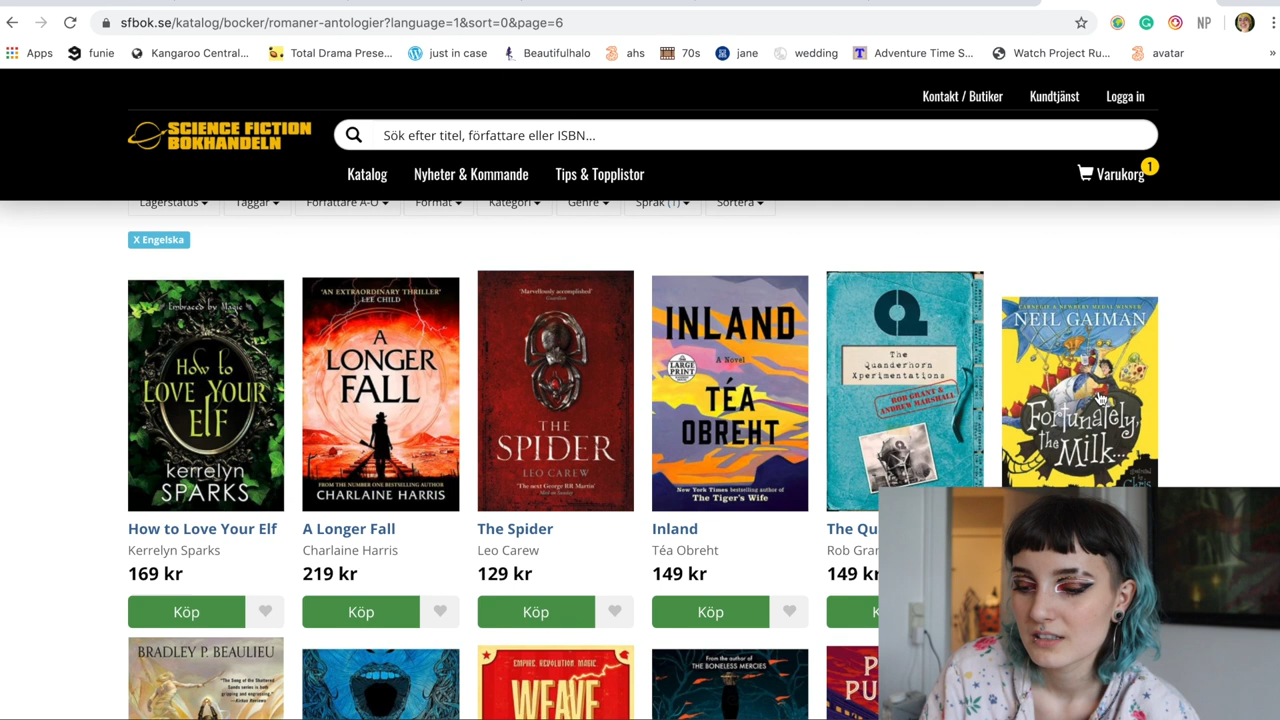 sfbok.se/katalog/bocker/romaner-antologier?language=1&sort=0&page=6
NP
Apps funie Kangaroo Central... Total Drama Prese... just in case Beautifulhalo ahs 70s jane wedding Adventure Time S... Watch Project Ru... avatar »
Kontakt / Butiker Kundtjänst Logga in
SCIENCE FICTION
BOKHANDELN
Sök efter titel, författare eller ISBN...
Katalog Nyheter & Kommande Tips & Topplistor Varukorg 1
Lagerstatus Taggar Författare A-Ö Format Kategori Genre Språk (1) Sortera
X Engelska
Embraced by Magic
How to
LOVE YOUR
Elf
kerrelyn
SPARKS
'AN EXTRAORDINARY THRILLER'
LEE CHILD
A
LONGER
FALL
FROM THE NUMBER ONE BESTSELLING AUTHOR
CHARLAINE HARRIS
'Marvellously accomplished'
Guardian
THE
SPIDER
LEO CAREW
'The next George RR Martin'
INLAND
A Novel
LARGE
PRINT
TÉA
OBREHT
New York Times bestselling author of
The Tiger's Wife
Q
The
Quanderhorn
Xperimentations
ROB GRANT &
ANDREW MARSHALL
CARNEGIE & NEWBERY MEDAL WINNER
NEIL GAIMAN
Fortunately,
the
Milk...
Chris
How to Love Your Elf
Kerrelyn Sparks
169 kr
Köp
A Longer Fall
Charlaine Harris
219 kr
Köp
The Spider
Leo Carew
129 kr
Köp
Inland
Téa Obreht
149 kr
Köp
The Qu
Rob Gran
149 kr
K
BRADLEY P. BEAULIEU
"The Song of the Shattered
Sands series is both
gripping and engrossing."
—Kirkus Reviews
EMPIRE REVOLUTION MAGIC
WEAVE
From the author of
THE BONELESS MERCIES
P
PU